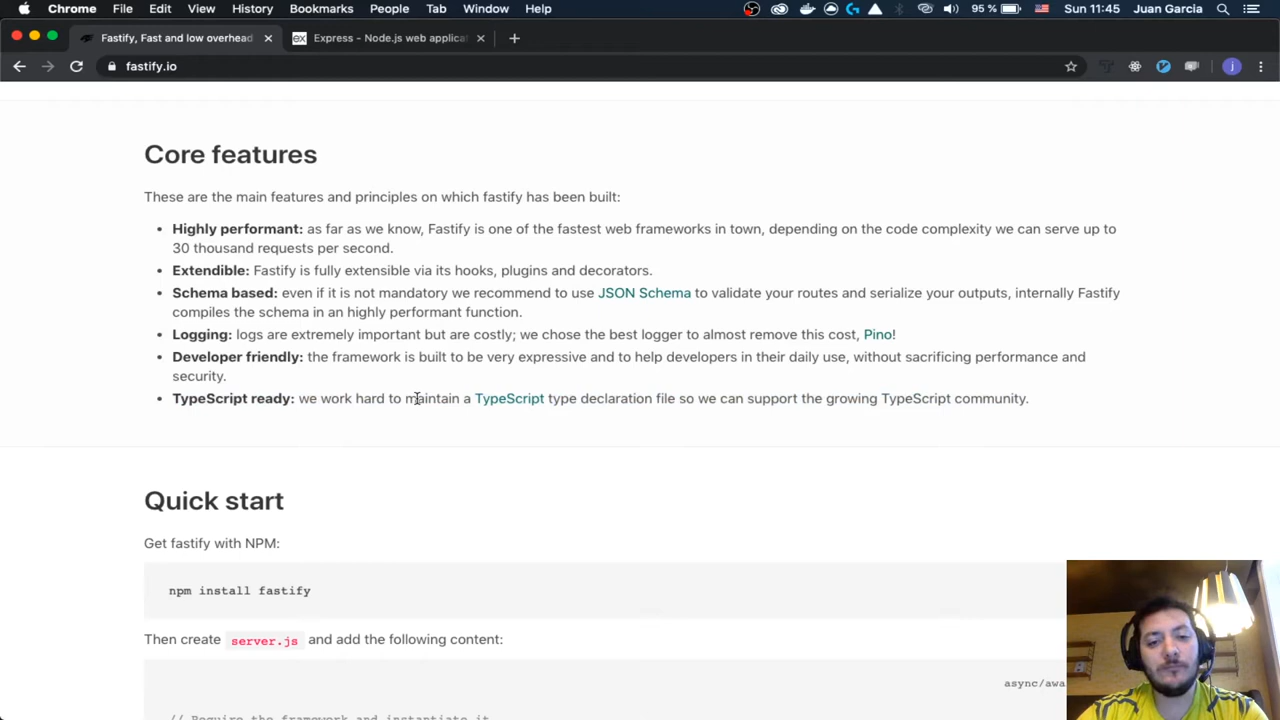 Chrome File Edit View History Bookmarks People Tab Window Help 95 % Sun 11:45 Juan Garcia
Fastify, Fast and low overhead × ex Express - Node.js web applicat × +
fastify.io j
Core features
These are the main features and principles on which fastify has been built:
• Highly performant: as far as we know, Fastify is one of the fastest web frameworks in town, depending on the code complexity we can serve up to
30 thousand requests per second.
• Extendible: Fastify is fully extensible via its hooks, plugins and decorators.
• Schema based: even if it is not mandatory we recommend to use JSON Schema to validate your routes and serialize your outputs, internally Fastify
compiles the schema in an highly performant function.
• Logging: logs are extremely important but are costly; we chose the best logger to almost remove this cost, Pino!
• Developer friendly: the framework is built to be very expressive and to help developers in their daily use, without sacrificing performance and
security.
• TypeScript ready: we work hard to maintain a TypeScript type declaration file so we can support the growing TypeScript community.
Quick start
Get fastify with NPM:
npm install fastify
Then create server.js and add the following content:
async/awa
// Require the framework and instantiate it